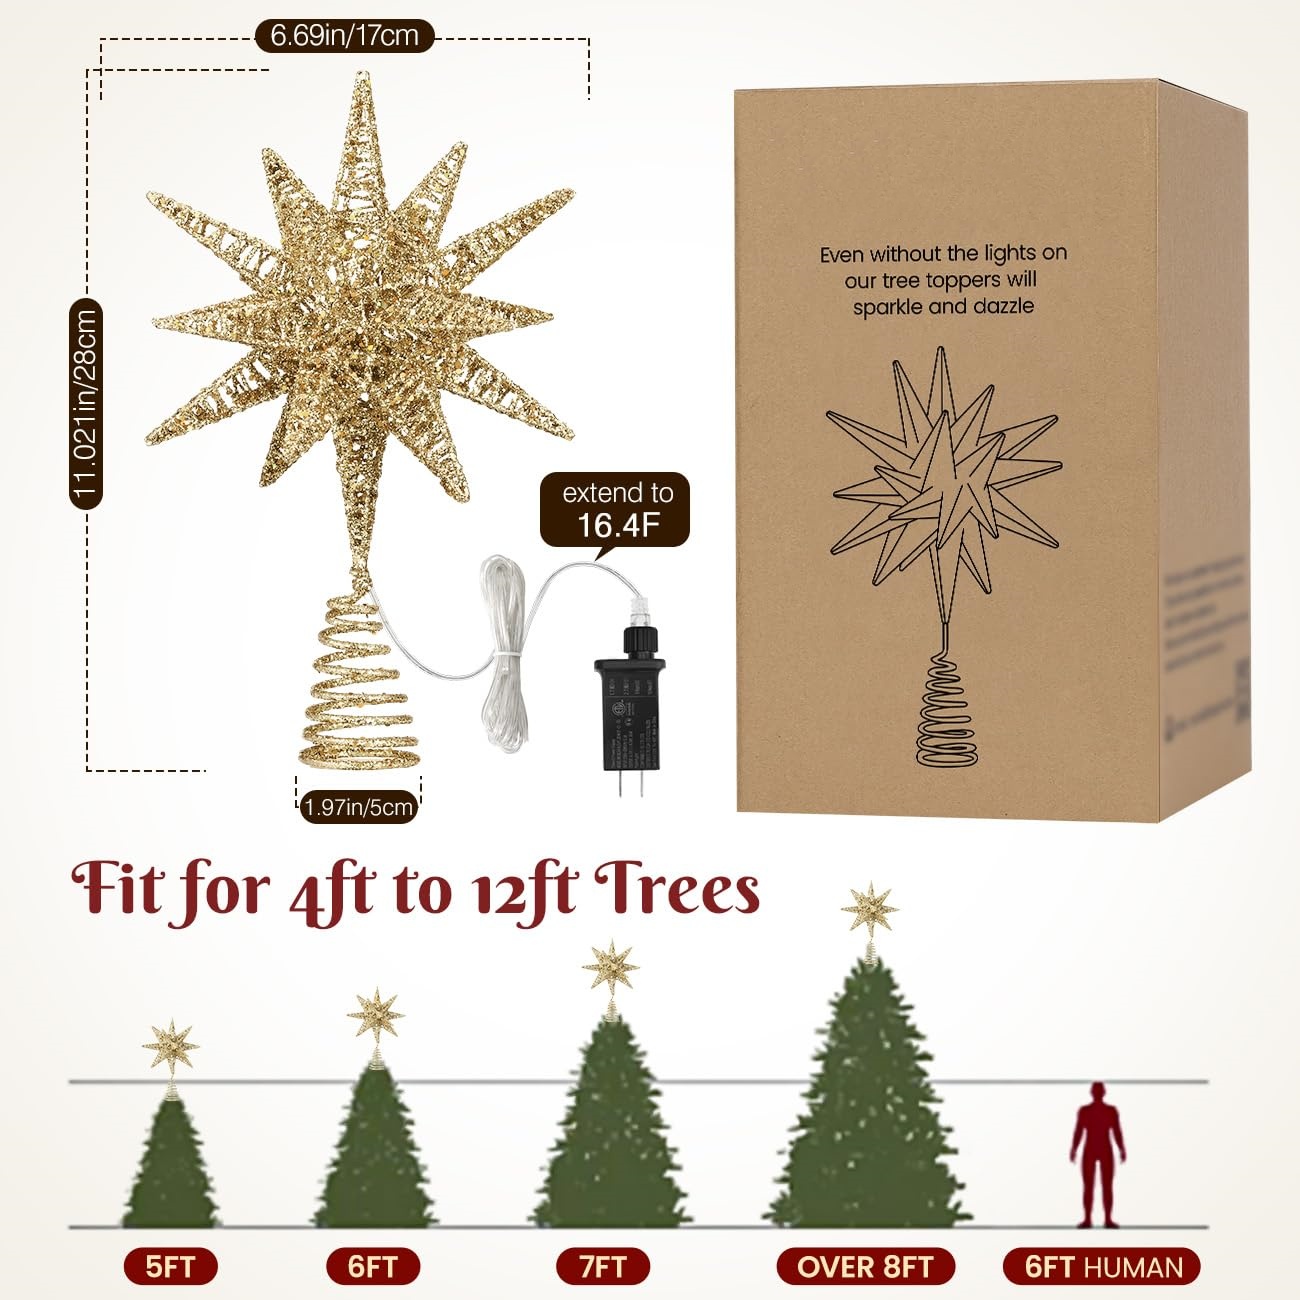 6.69in/17cm
11.021in/28cm
extend to
16.4F
1.97in/5cm
Even without the lights on
our tree toppers will
sparkle and dazzle
Fit for 4ft to 12ft Trees
5FT
6FT
7FT
OVER 8FT
6FT HUMAN